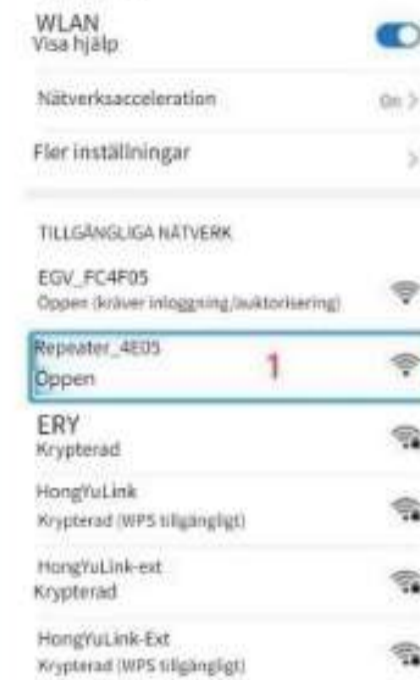 WLAN
Visa hjälp
Nätverksacceleration
On >
Fler inställningar
>
TILLGÄNGLIGA NÄTVERK
EGV_FC4F05
Öppen (kräver inloggning/auktorisering)
Repeater_4E05
Öppen
1
ERY
Krypterad
HongYuLink
Krypterad (WPS tillgängligt)
HongYuLink-ext
Krypterad
HongYuLink-Ext
Krypterad (WPS tillgängligt)